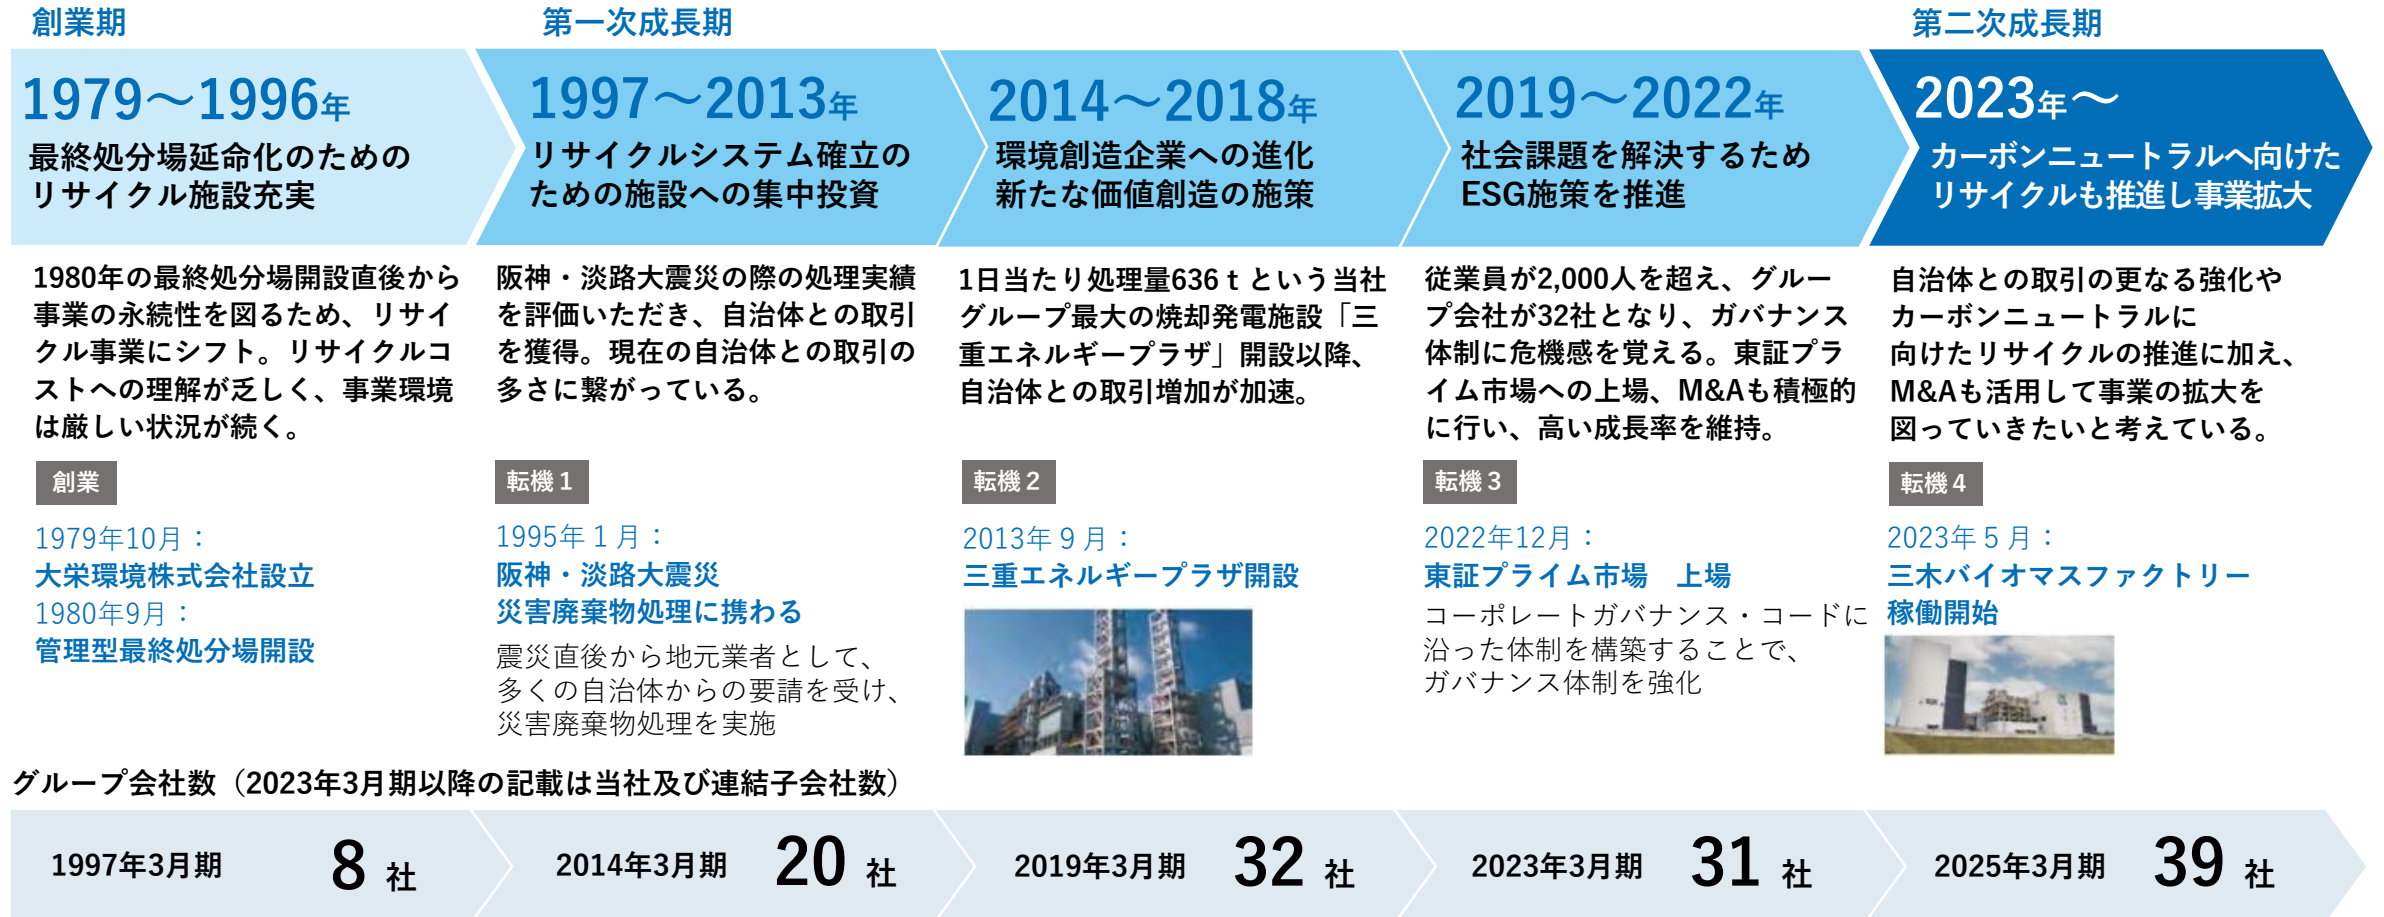 創業期
1979～1996年
最終処分場延命化のための
リサイクル施設充実
1980年の最終処分場開設直後から
事業の永続性を図るため、リサイ
クル事業にシフト。リサイクルコ
ストへの理解が乏しく、事業環境
は厳しい状況が続く。
創業
1979年10月：
大栄環境株式会社設立
1980年9月：
管理型最終処分場開設
第一次成長期
1997～2013年
リサイクルシステム確立の
ための施設への集中投資
阪神・淡路大震災の際の処理実績
を評価いただき、自治体との取引
を獲得。現在の自治体との取引の
多さに繋がっている。
転機１
1995年１月：
阪神・淡路大震災
災害廃棄物処理に携わる
震災直後から地元業者として、
多くの自治体からの要請を受け、
災害廃棄物処理を実施
2014～2018年
環境創造企業への進化
新たな価値創造の施策
1日当たり処理量636ｔという当社
グループ最大の焼却発電施設「三
重エネルギープラザ」開設以降、
自治体との取引増加が加速。
転機２
2013年９月：
三重エネルギープラザ開設
2019～2022年
社会課題を解決するため
ESG施策を推進
従業員が2,000人を超え、グルー
プ会社が32社となり、ガバナンス
体制に危機感を覚える。東証プラ
イム市場への上場、M&Aも積極的
に行い、高い成長率を維持。
転機３
2022年12月：
東証プライム市場　上場
コーポレートガバナンス・コードに
沿った体制を構築することで、
ガバナンス体制を強化
第二次成長期
2023年～
カーボンニュートラルへ向けた
リサイクルも推進し事業拡大
自治体との取引の更なる強化や
カーボンニュートラルに
向けたリサイクルの推進に加え、
M&Aも活用して事業の拡大を
図っていきたいと考えている。
転機４
2023年５月：
三木バイオマスファクトリー
稼働開始
グループ会社数（2023年3月期以降の記載は当社及び連結子会社数）
1997年3月期 8 社
2014年3月期 20 社
2019年3月期 32 社
2023年3月期 31 社
2025年3月期 39 社